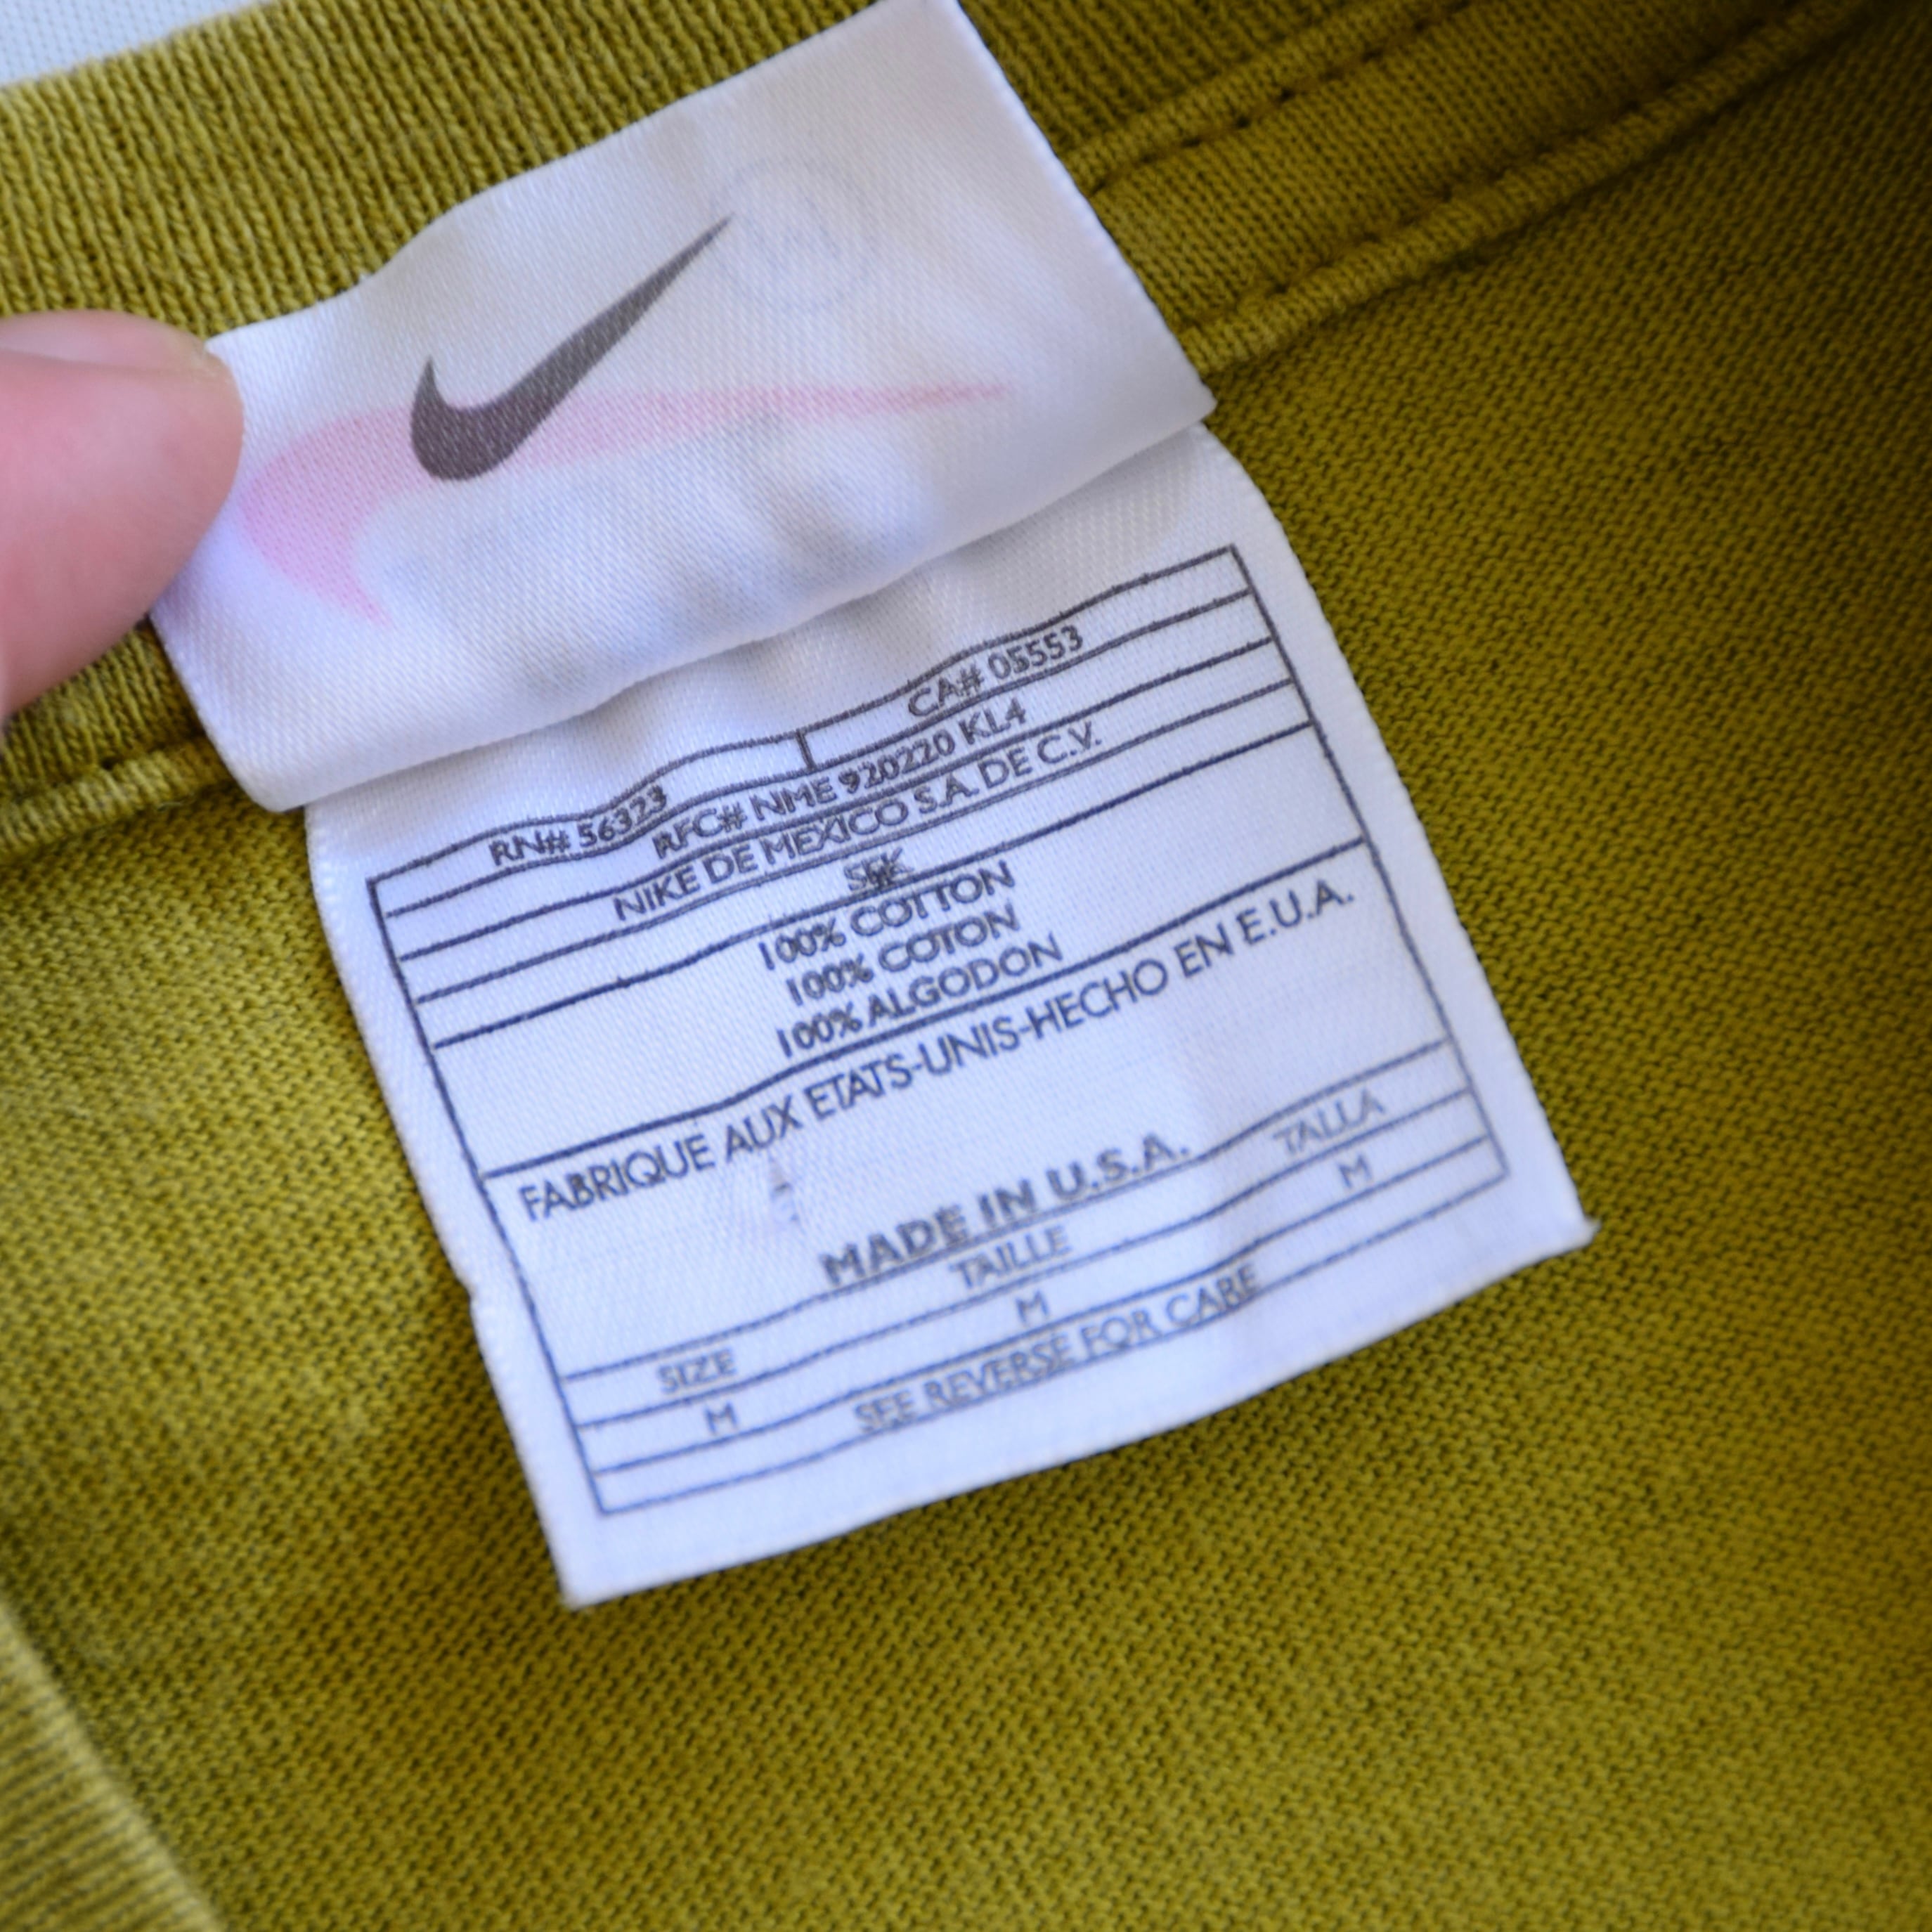 RN# 56323 CA# 05553
RFC# NME 920220 KL4
NIKE DE MEXICO S.A. DE C.V.
100% COTTON
100% COTON
100% ALGODON
FABRIQUE AUX ETATS-UNIS-HECHO EN E.U.A.
MADE IN U.S.A.
SIZE TAILLE TALLA
M M M
SEE REVERSE FOR CARE